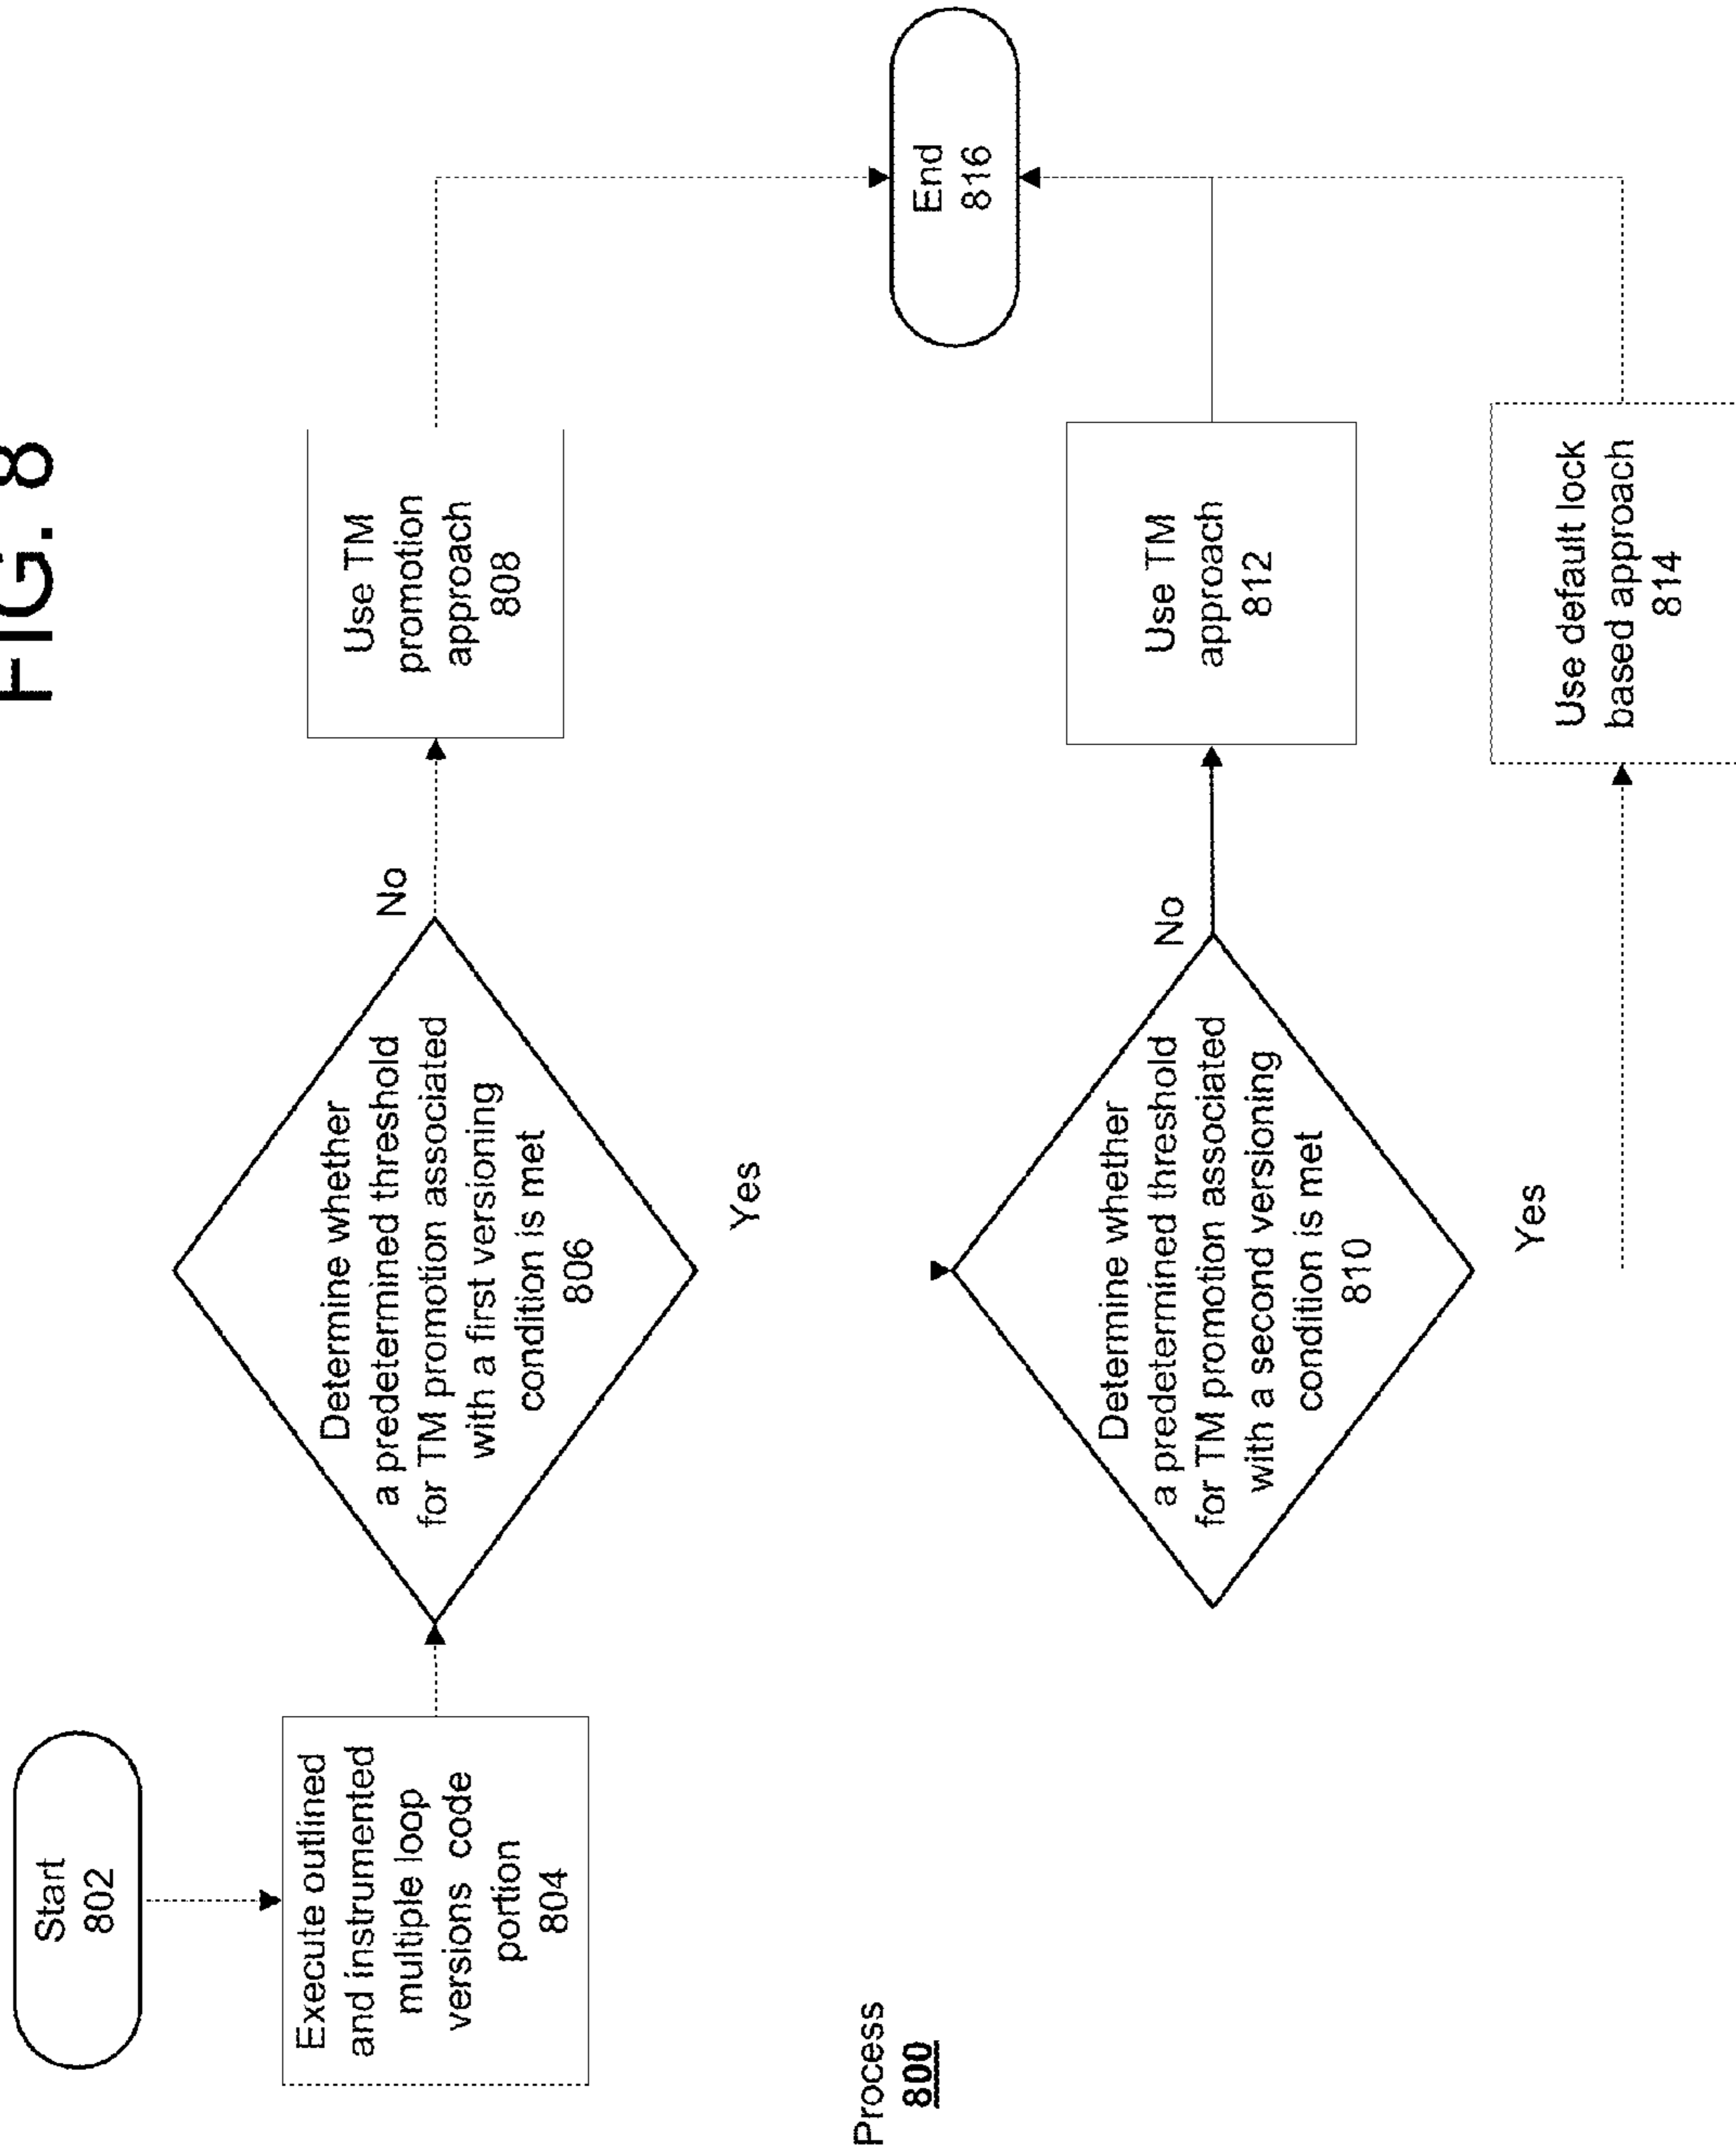 FIG. 8
Start
802
Execute outlined
and instrumented
multiple loop
versions code
portion
804
Determine whether
a predetermined threshold
for TM promotion associated
with a first versioning
condition is met
806
No
Use TM
promotion
approach
808
Yes
Determine whether
a predetermined threshold
for TM promotion associated
with a second versioning
condition is met
810
No
Use TM
approach
812
Yes
Use default lock
based approach
814
End
816
Process
800